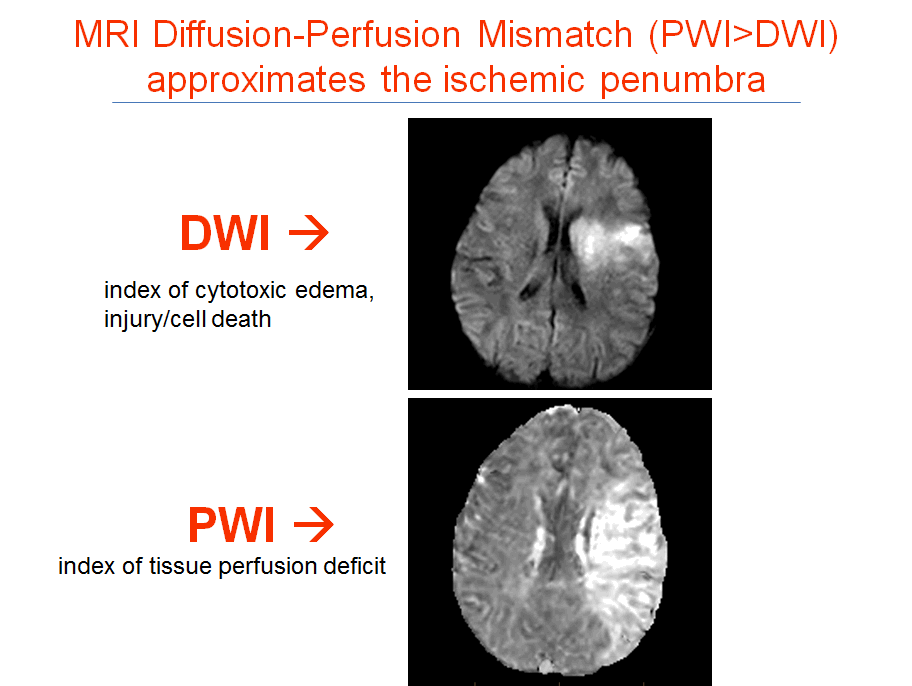 MRI Diffusion-Perfusion Mismatch (PWI>DWI)
approximates the ischemic penumbra
DWI →
index of cytotoxic edema,
injury/cell death
PWI →
index of tissue perfusion deficit